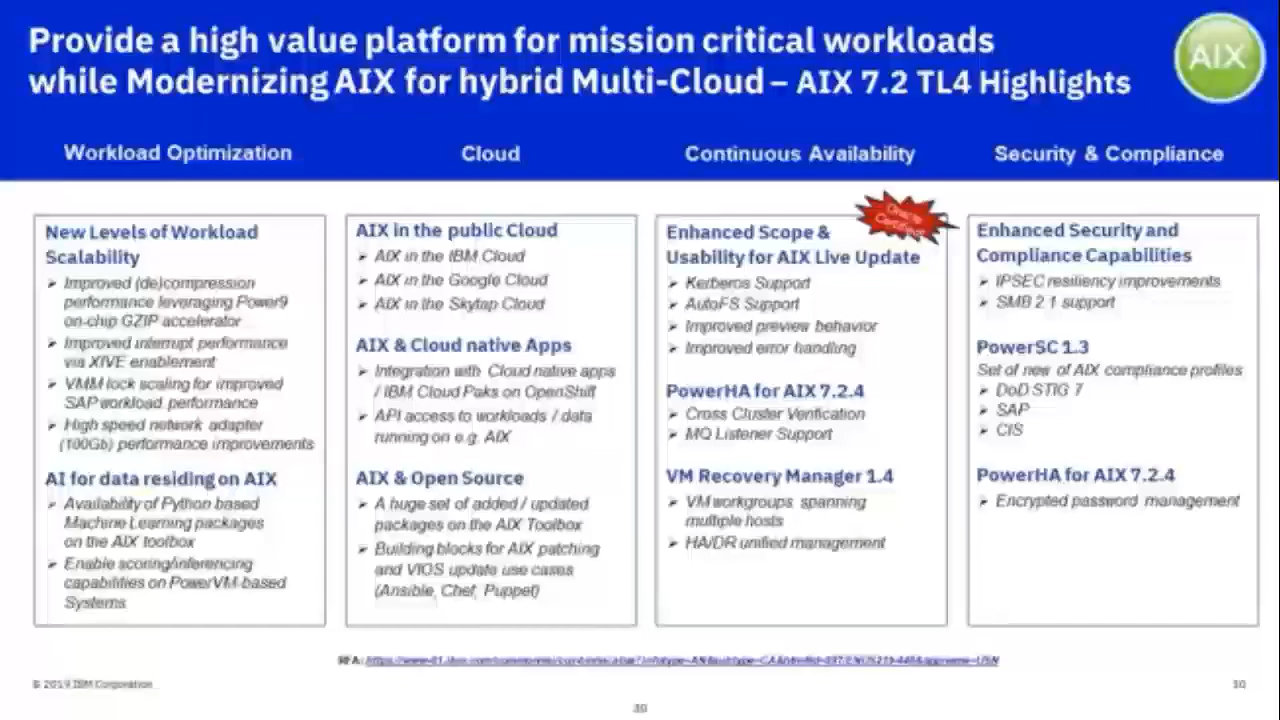 Provide a high value platform for mission critical workloads
while Modernizing AIX for hybrid Multi-Cloud – AIX 7.2 TL4 Highlights
AIX
Workload Optimization
Cloud
Continuous Availability
Security & Compliance
New Levels of Workload
Scalability
Improved (de)compression
performance leveraging Power9
on-chip GZIP accelerator
Improved interrupt performance
via XIVE enablement
VMM lock scaling for improved
SAP workload performance
High speed network adapter
(100Gb) performance improvements
AI for data residing on AIX
Availability of Python based
Machine Learning packages
on the AIX toolbox
Enable scoring/inferencing
capabilities on PowerVM-based
Systems
AIX in the public Cloud
AIX in the IBM Cloud
AIX in the Google Cloud
AIX in the Skytap Cloud
AIX & Cloud native Apps
Integration with Cloud native apps
/ IBM Cloud Paks on OpenShift
API access to workloads / data
running on e.g. AIX
AIX & Open Source
A huge set of added / updated
packages on the AIX Toolbox
Building blocks for AIX patching
and VIOS update use cases
(Ansible, Chef, Puppet)
Enhanced Scope &
Usability for AIX Live Update
Kerberos Support
AutoFS Support
Improved preview behavior
Improved error handling
PowerHA for AIX 7.2.4
Cross Cluster Verification
MQ Listener Support
VM Recovery Manager 1.4
VM workgroups spanning
multiple hosts
HA/DR unified management
Enhanced Security and
Compliance Capabilities
IPSEC resiliency improvements
SMB 2.1 support
PowerSC 1.3
Set of new of AIX compliance profiles
DoD STIG 7
SAP
CIS
PowerHA for AIX 7.2.4
Encrypted password management
RFA:
© 2019 IBM Corporation
30